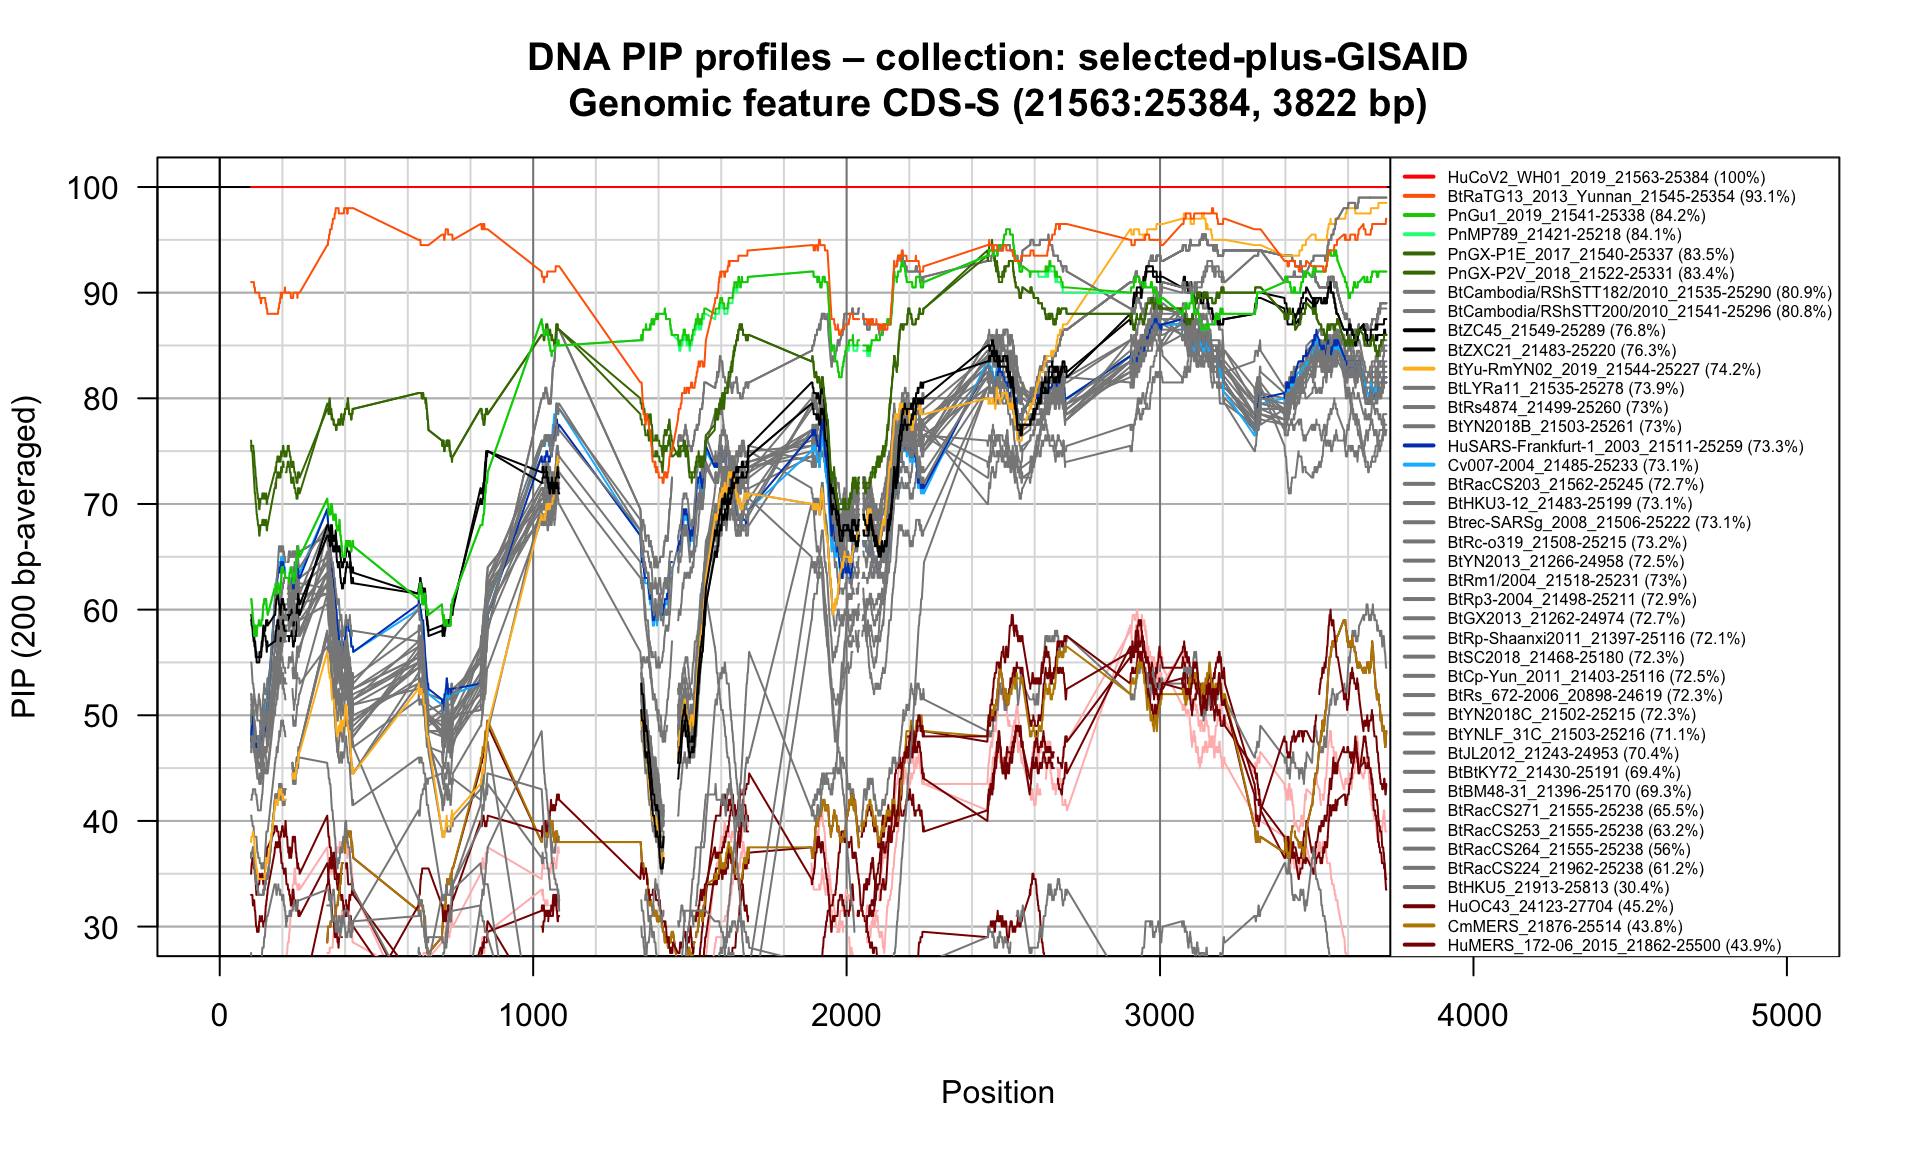 DNA PIP profiles – collection: selected-plus-GISAID
Genomic feature CDS-S (21563:25384, 3822 bp)
PIP (200 bp-averaged)
100
90
80
70
60
50
40
30
0
1000
2000
3000
4000
5000
Position
HuCoV2_WH01_2019_21563-25384 (100%)
BtRaTG13_2013_Yunnan_21545-25354 (93.1%)
PnGu1_2019_21541-25338 (84.2%)
PnMP789_21421-25218 (84.1%)
PnGX-P1E_2017_21540-25337 (83.5%)
PnGX-P2V_2018_21522-25331 (83.4%)
BtCambodia/RShSTT182/2010_21535-25290 (80.9%)
BtCambodia/RShSTT200/2010_21541-25296 (80.8%)
BtZC45_21549-25289 (76.8%)
BtZXC21_21483-25220 (76.3%)
BtYu-RmYN02_2019_21544-25227 (74.2%)
BtLYRa11_21535-25278 (73.9%)
BtRs4874_21499-25260 (73%)
BtYN2018B_21503-25261 (73%)
HuSARS-Frankfurt-1_2003_21511-25259 (73.3%)
Cv007-2004_21485-25233 (73.1%)
BtRacCS203_21562-25245 (72.7%)
BtHKU3-12_21483-25199 (73.1%)
Btrec-SARSg_2008_21506-25222 (73.1%)
BtRc-o319_21508-25215 (73.2%)
BtYN2013_21266-24958 (72.5%)
BtRm1/2004_21518-25231 (73%)
BtRp3-2004_21498-25211 (72.9%)
BtGX2013_21262-24974 (72.7%)
BtRp-Shaanxi2011_21397-25116 (72.1%)
BtSC2018_21468-25180 (72.3%)
BtCp-Yun_2011_21403-25116 (72.5%)
BtRs_672-2006_20898-24619 (72.3%)
BtYN2018C_21502-25215 (72.3%)
BtYNLF_31C_21503-25216 (71.1%)
BtJL2012_21243-24953 (70.4%)
BtBtKY72_21430-25191 (69.4%)
BtBM48-31_21396-25170 (69.3%)
BtRacCS271_21555-25238 (65.5%)
BtRacCS253_21555-25238 (63.2%)
BtRacCS264_21555-25238 (56%)
BtRacCS224_21962-25238 (61.2%)
BtHKU5_21913-25813 (30.4%)
HuOC43_24123-27704 (45.2%)
CmMERS_21876-25514 (43.8%)
HuMERS_172-06_2015_21862-25500 (43.9%)